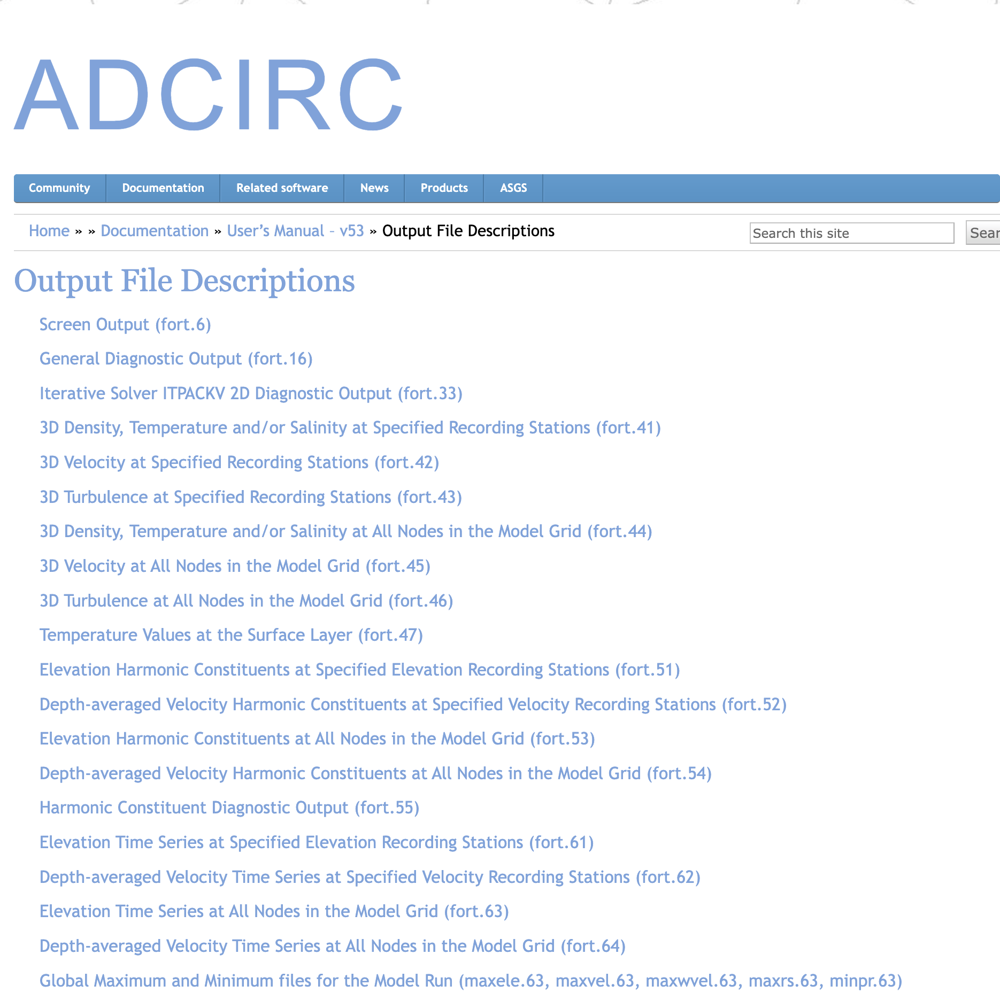 ADCIRC
Community Documentation Related software News Products ASGS
Home » » Documentation » User’s Manual – v53 » Output File Descriptions
Search this site Sear
Output File Descriptions
Screen Output (fort.6)
General Diagnostic Output (fort.16)
Iterative Solver ITPACKV 2D Diagnostic Output (fort.33)
3D Density, Temperature and/or Salinity at Specified Recording Stations (fort.41)
3D Velocity at Specified Recording Stations (fort.42)
3D Turbulence at Specified Recording Stations (fort.43)
3D Density, Temperature and/or Salinity at All Nodes in the Model Grid (fort.44)
3D Velocity at All Nodes in the Model Grid (fort.45)
3D Turbulence at All Nodes in the Model Grid (fort.46)
Temperature Values at the Surface Layer (fort.47)
Elevation Harmonic Constituents at Specified Elevation Recording Stations (fort.51)
Depth-averaged Velocity Harmonic Constituents at Specified Velocity Recording Stations (fort.52)
Elevation Harmonic Constituents at All Nodes in the Model Grid (fort.53)
Depth-averaged Velocity Harmonic Constituents at All Nodes in the Model Grid (fort.54)
Harmonic Constituent Diagnostic Output (fort.55)
Elevation Time Series at Specified Elevation Recording Stations (fort.61)
Depth-averaged Velocity Time Series at Specified Velocity Recording Stations (fort.62)
Elevation Time Series at All Nodes in the Model Grid (fort.63)
Depth-averaged Velocity Time Series at All Nodes in the Model Grid (fort.64)
Global Maximum and Minimum files for the Model Run (maxele.63, maxvel.63, maxwvel.63, maxrs.63, minpr.63)